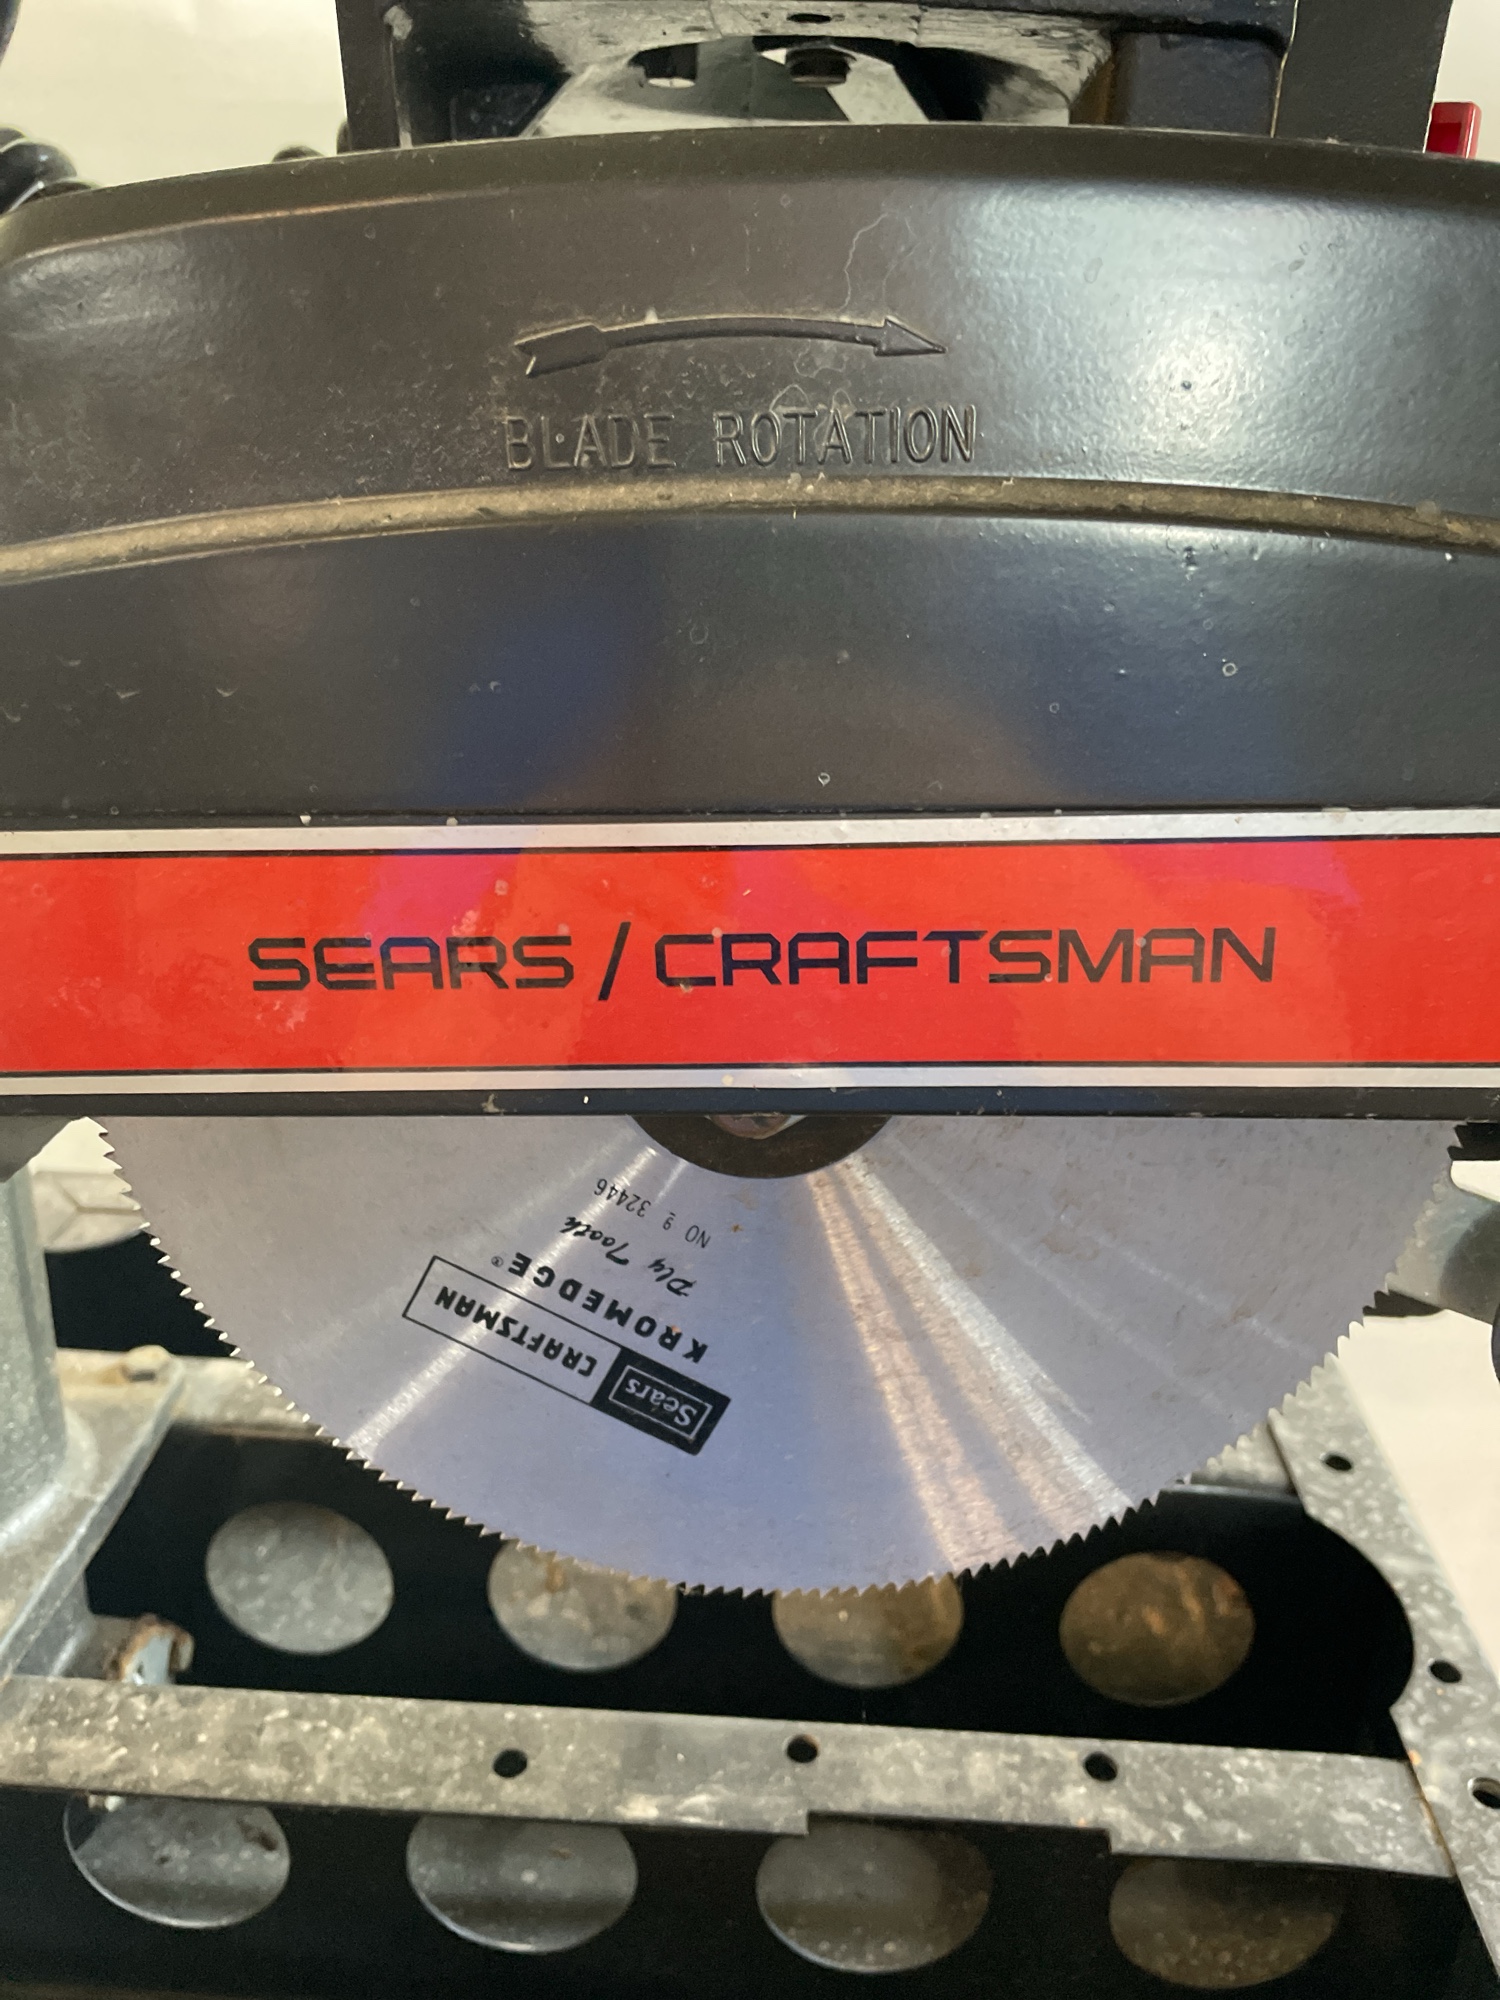 BLADE ROTATION
SEARS / CRAFTSMAN
Sears CRAFTSMAN
KROMEDGE®
Ply Tooth
NO 9 32446